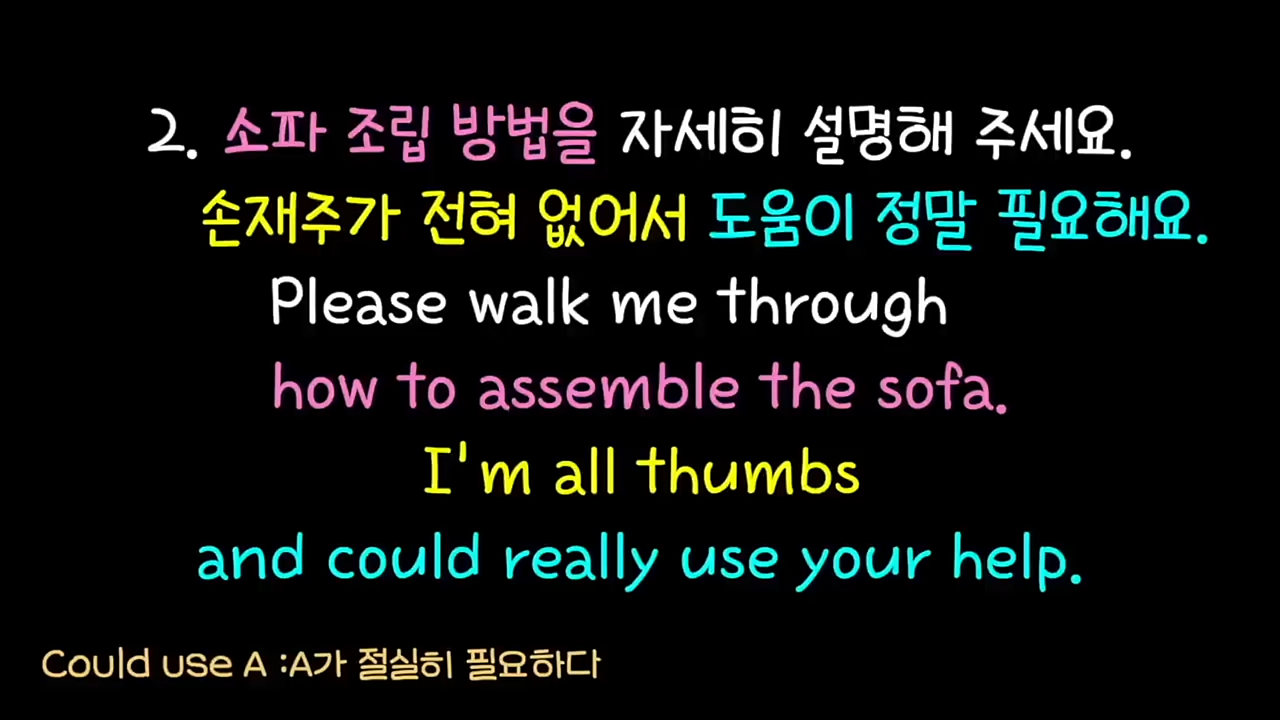 2. 소파 조립 방법을 자세히 설명해 주세요.
손재주가 전혀 없어서 도움이 정말 필요해요.
Please walk me through
how to assemble the sofa.
I'm all thumbs
and could really use your help.
Could use A :A가 절실히 필요하다